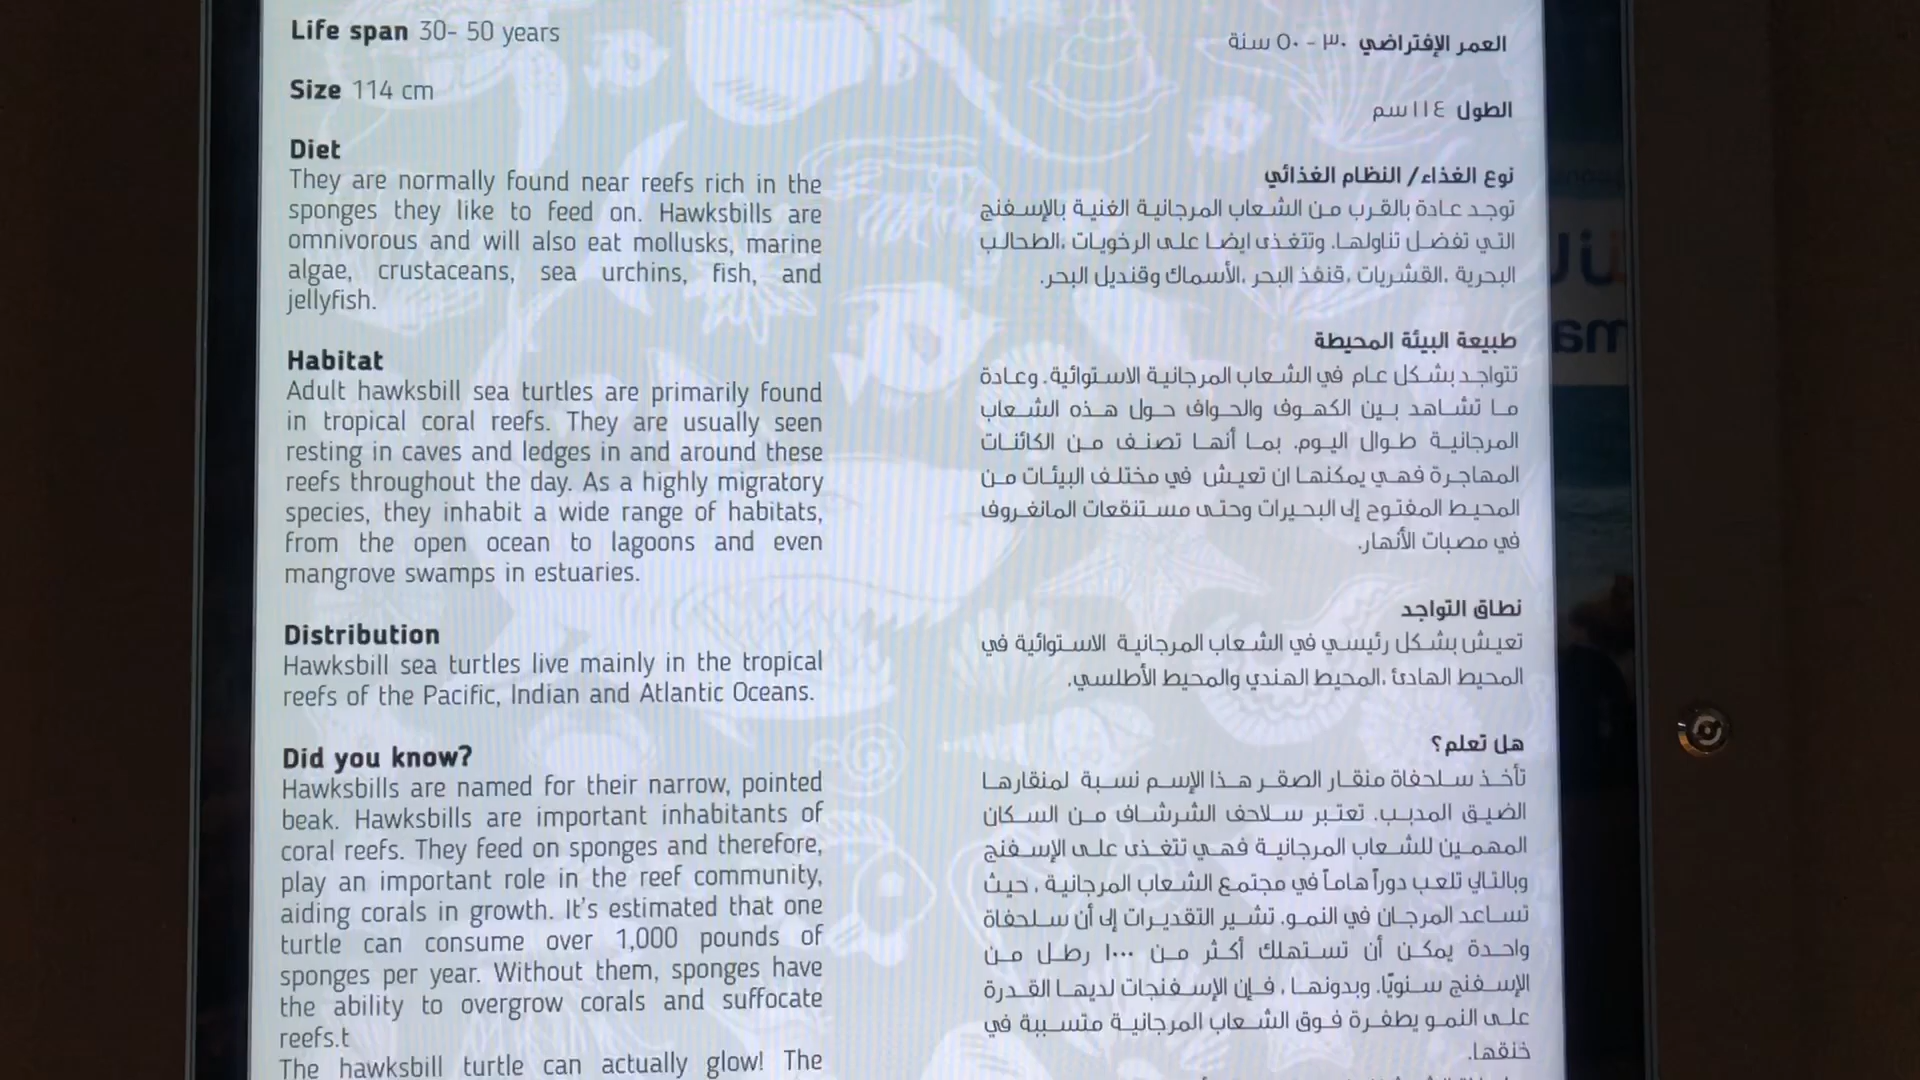 Life span 30- 50 years
Size 114 cm
Diet
They are normally found near reefs rich in the
sponges they like to feed on. Hawksbills are
omnivorous and will also eat mollusks, marine
algae, crustaceans, sea urchins, fish, and
jellyfish.
Habitat
Adult hawksbill sea turtles are primarily found
in tropical coral reefs. They are usually seen
resting in caves and ledges in and around these
reefs throughout the day. As a highly migratory
species, they inhabit a wide range of habitats,
from the open ocean to lagoons and even
mangrove swamps in estuaries.
Distribution
Hawksbill sea turtles live mainly in the tropical
reefs of the Pacific, Indian and Atlantic Oceans.
Did you know?
Hawksbills are named for their narrow, pointed
beak. Hawksbills are important inhabitants of
coral reefs. They feed on sponges and therefore,
play an important role in the reef community,
aiding corals in growth. It's estimated that one
turtle can consume over 1,000 pounds of
sponges per year. Without them, sponges have
the ability to overgrow corals and suffocate
reefs.t
The hawksbill turtle can actually glow! The
العمر الإفتراضي ٣٠ - ٥٠ سنة
الطول ١١٤سم
نوع الغذاء/ النظام الغذائي
توجد عادة بالقرب من الشعاب المرجانية الغنية بالإسفنج
التي تفضل تناولها. وتتغذى ايضا على الرخويات ،الطحالب
البحرية ،القشريات ،قنفذ البحر ،الأسماك وقنديل البحر.
طبيعة البيئة المحيطة
تتواجد بشكل عام في الشعاب المرجانية الاستوائية. وعادة
ما تشاهد بين الكهوف والحواف حول هذه الشعاب
المرجانية طوال اليوم. بما أنها تصنف من الكائنات
المهاجرة فهي يمكنها ان تعيش في مختلف البيئات من
المحيط المفتوح إلى البحيرات وحتى مستنقعات المانغروف
في مصبات الأنهار.
نطاق التواجد
تعيش بشكل رئيسي في الشعاب المرجانية الاستوائية في
المحيط الهادئ ،المحيط الهندي والمحيط الأطلسي.
هل تعلم؟
تأخذ سلحفاة منقار الصقر هذا الإسم نسبة لمنقارها
الضيق المدبب. تعتبر سلاحف الشرشاف من السكان
المهمين للشعاب المرجانية فهي تتغذى على الإسفنج
وبالتالي تلعب دوراً هاماً في مجتمع الشعاب المرجانية ، حيث
تساعد المرجان في النمو. تشير التقديرات إلى أن سلحفاة
واحدة يمكن أن تستهلك أكثر من ١٠٠٠ رطل من
الإسفنج سنويًا. وبدونها ، فإن الإسفنجات لديها القدرة
على النمو بطفرة فوق الشعاب المرجانية متسببة في
خنقها.